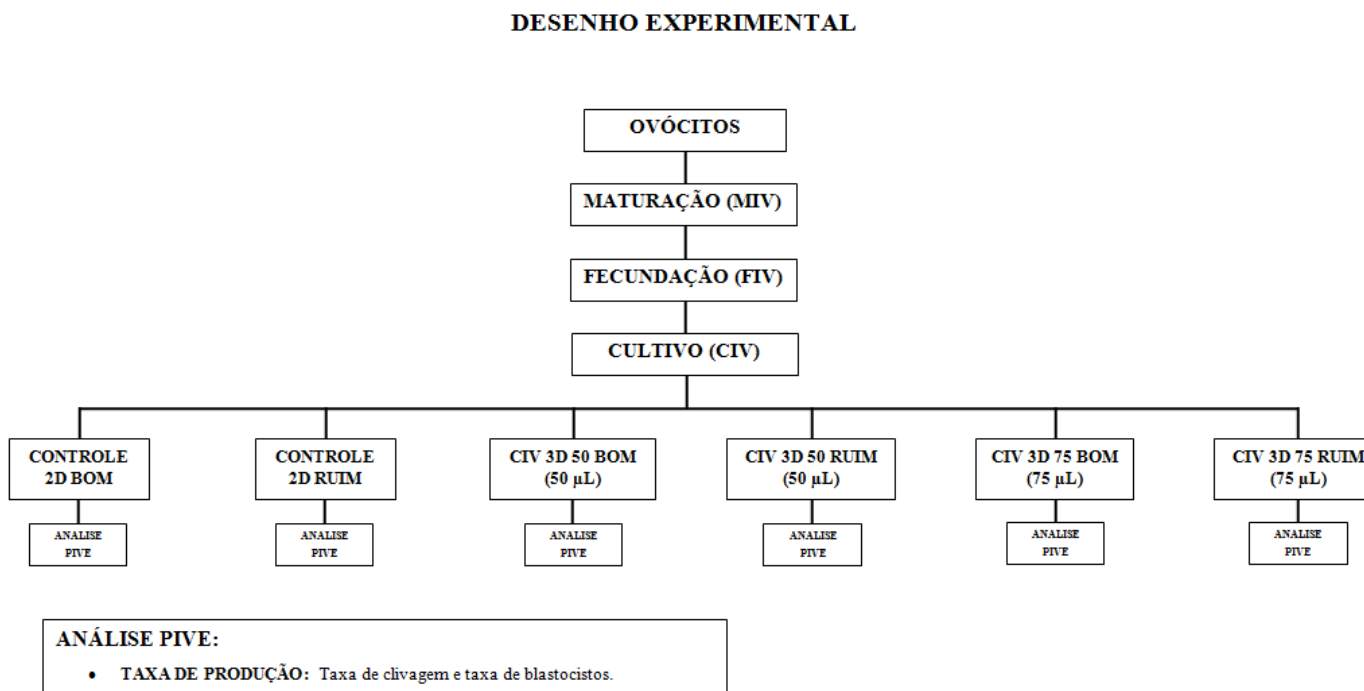 DESENHO EXPERIMENTAL
OVÓCITOS
MATURAÇÃO (MIV)
FECUNDAÇÃO (FIV)
CULTIVO (CIV)
CONTROLE
2D BOM
CONTROLE
2D RUIM
CIV 3D 50 BOM
(50 µL)
CIV 3D 50 RUIM
(50 µL)
CIV 3D 75 BOM
(75 µL)
CIV 3D 75 RUIM
(75 µL)
ANALISE
PIVE
ANALISE
PIVE
ANALISE
PIVE
ANALISE
PIVE
ANALISE
PIVE
ANALISE
PIVE
ANÁLISE PIVE:
• TAXA DE PRODUÇÃO: Taxa de clivagem e taxa de blastocistos.